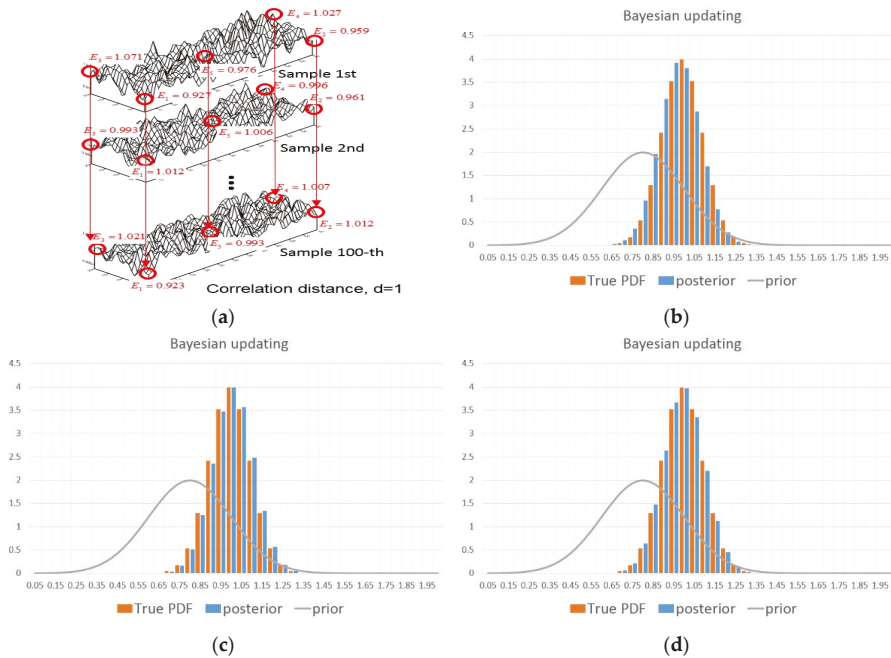 E₄ = 1.027
E₂ = 0.959
E₃ = 1.071
E₅ = 0.976
Sample 1st
E₁ = 0.927
E₄ = 0.996
E₂ = 0.961
E₃ = 0.993
E₅ = 1.006
Sample 2nd
E₁ = 1.012
E₄ = 1.007
E₂ = 1.012
E₃ = 1.021
E₅ = 0.993
Sample 100-th
E₁ = 0.923
Correlation distance, d=1
(a)
Bayesian updating
4.5
4
3.5
3
2.5
2
1.5
1
0.5
0
0.05 0.15 0.25 0.35 0.45 0.55 0.65 0.75 0.85 0.95 1.05 1.15 1.25 1.35 1.45 1.55 1.65 1.75 1.85 1.95
True PDF posterior prior
(b)
Bayesian updating
4.5
4
3.5
3
2.5
2
1.5
1
0.5
0
0.05 0.15 0.25 0.35 0.45 0.55 0.65 0.75 0.85 0.95 1.05 1.15 1.25 1.35 1.45 1.55 1.65 1.75 1.85 1.95
True PDF posterior prior
(c)
Bayesian updating
4.5
4
3.5
3
2.5
2
1.5
1
0.5
0
0.05 0.15 0.25 0.35 0.45 0.55 0.65 0.75 0.85 0.95 1.05 1.15 1.25 1.35 1.45 1.55 1.65 1.75 1.85 1.95
True PDF posterior prior
(d)